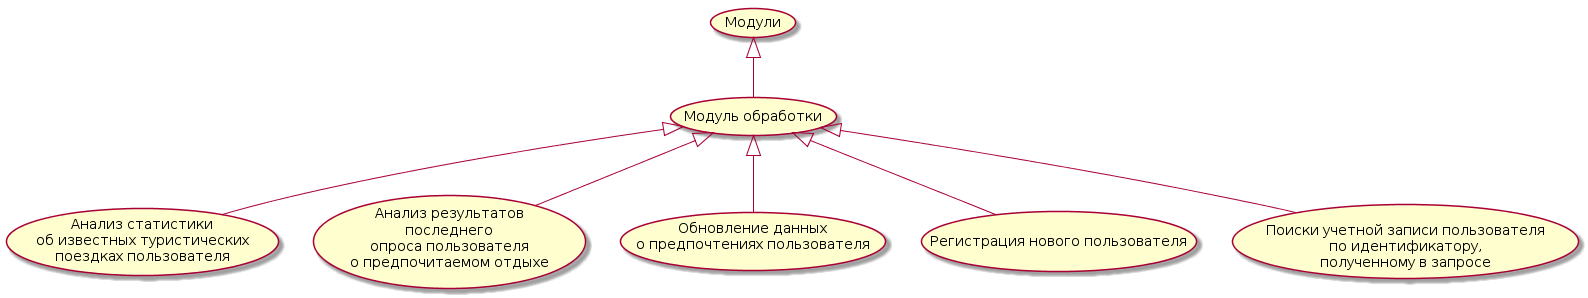 Модули
Модуль обработки
Анализ статистики
об известных туристических
поездках пользователя
Анализ результатов
последнего
опроса пользователя
о предпочитаемом отдыхе
Обновление данных
о предпочтениях пользователя
Регистрация нового пользователя
Поиски учетной записи пользователя
по идентификатору,
полученному в запросе